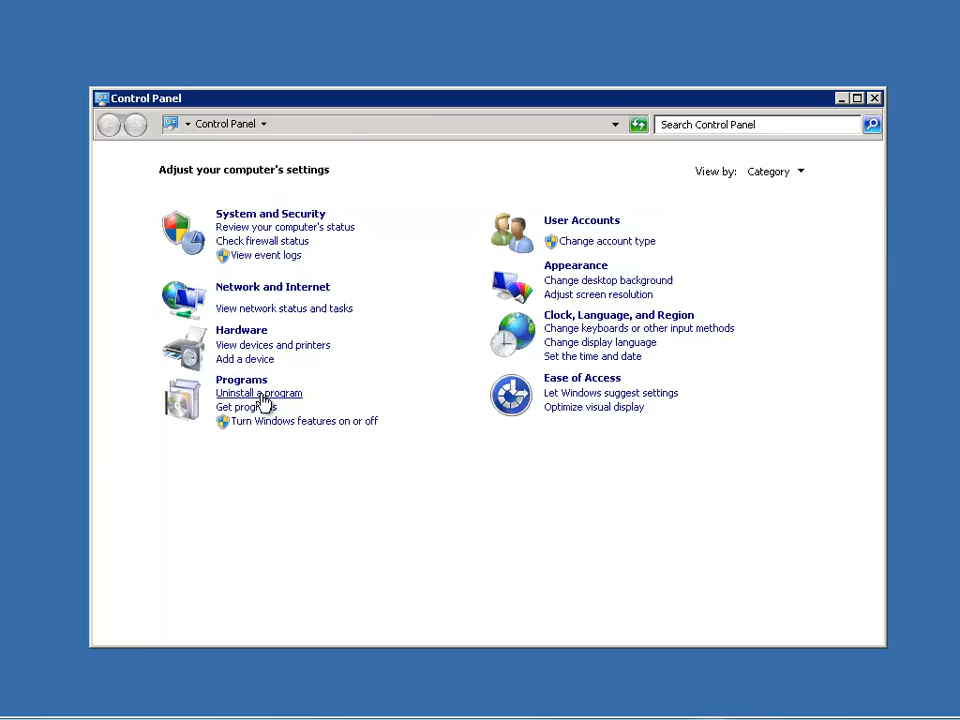 Control Panel
Control Panel
Search Control Panel
Adjust your computer's settings
View by: Category
System and Security
Review your computer's status
Check firewall status
View event logs
Network and Internet
View network status and tasks
Hardware
View devices and printers
Add a device
Programs
Uninstall a program
Get programs
Turn Windows features on or off
User Accounts
Change account type
Appearance
Change desktop background
Adjust screen resolution
Clock, Language, and Region
Change keyboards or other input methods
Change display language
Set the time and date
Ease of Access
Let Windows suggest settings
Optimize visual display